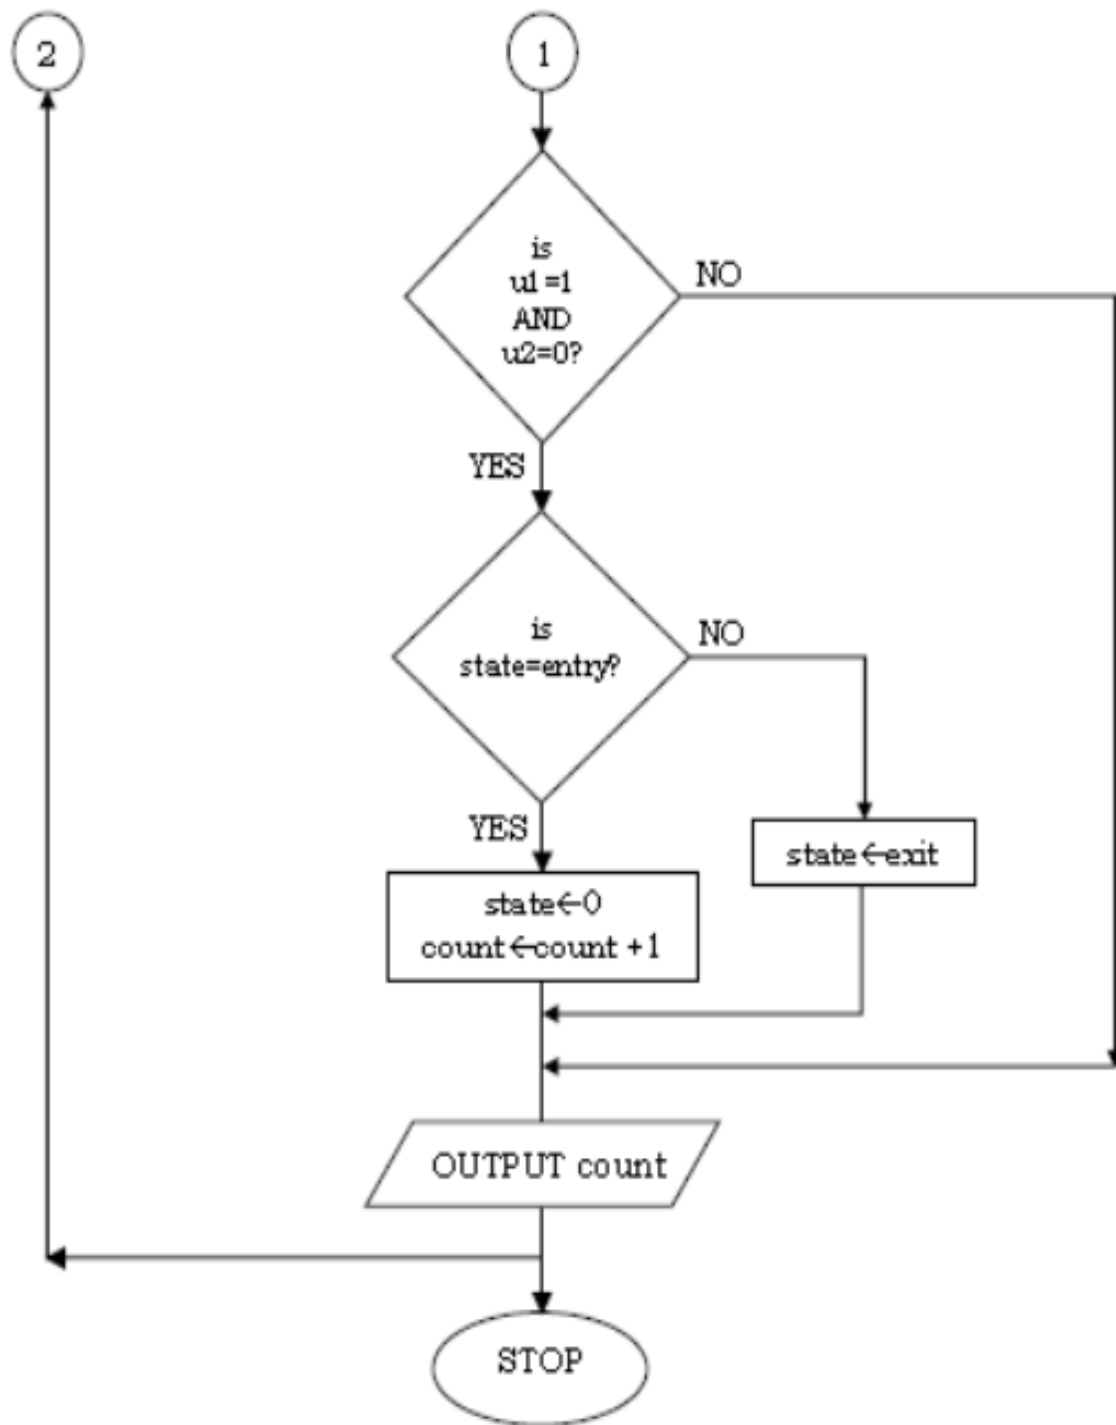 2
1
is
u1=1
AND
u2=0?
NO
YES
is
state=entry?
NO
YES
state←exit
state←0
count←count +1
OUTPUT count
STOP